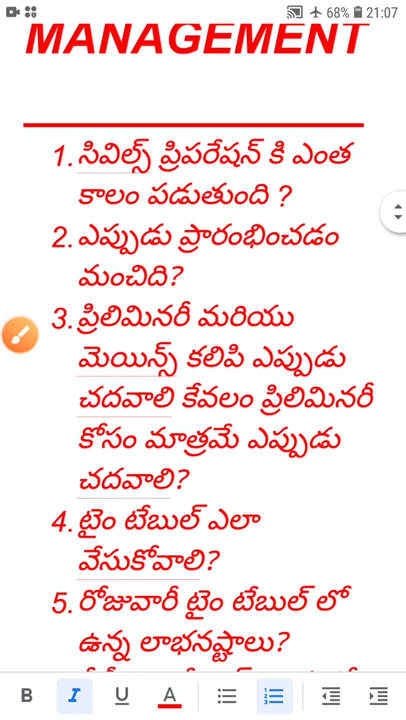 68% 21:07
MANAGEMENT
1. సివిల్స్ ప్రిపరేషన్ కి ఎంత
కాలం పడుతుంది ?
2. ఎప్పుడు ప్రారంభించడం
మంచిది?
3. ప్రిలిమినరీ మరియు
మెయిన్స్ కలిపి ఎప్పుడు
చదవాలి కేవలం ప్రిలిమినరీ
కోసం మాత్రమే ఎప్పుడు
చదవాలి?
4. టైం టేబుల్ ఎలా
వేసుకోవాలి?
5. రోజువారీ టైం టేబుల్ లో
ఉన్న లాభనష్టాలు?
B I U A